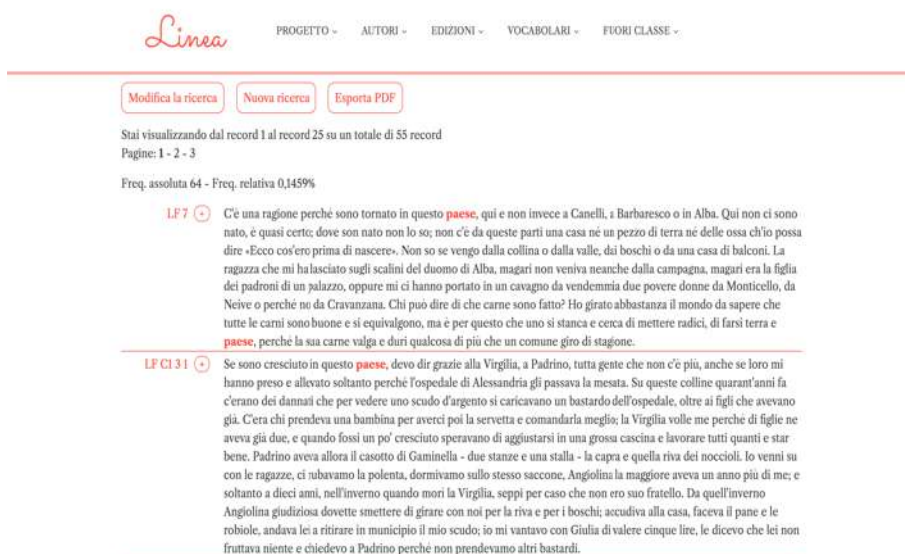 Linea
PROGETTO AUTORI EDIZIONI VOCABOLARI FUORI CLASSE
Modifica la ricerca Nuova ricerca Esporta PDF
Stai visualizzando dal record 1 al record 25 su un totale di 55 record
Pagine: 1 - 2 - 3
Freq. assoluta 64 - Freq. relativa 0,1459%
LF 7 + C'è una ragione perché sono tornato in questo paese, qui e non invece a Canelli, a Barbaresco o in Alba. Qui non ci sono
nato, è quasi certo; dove son nato non lo so; non c'è da queste parti una casa né un pezzo di terra né delle ossa ch'io possa
dire «Ecco cos'ero prima di nascere». Non so se vengo dalla collina o dalla valle, dai boschi o da una casa di balconi. La
ragazza che mi ha lasciato sugli scalini del duomo di Alba, magari non veniva neanche dalla campagna, magari era la figlia
dei padroni di un palazzo, oppure mi ci hanno portato in un cavagno da vendemmia due povere donne da Monticello, da
Neive o perché no da Cravanzana. Chi può dire di che carne sono fatto? Ho girato abbastanza il mondo da sapere che
tutte le carni sono buone e si equivalgono, ma è per questo che uno si stanca e cerca di mettere radici, di farsi terra e
paese, perché la sua carne valga e duri qualcosa di più che un comune giro di stagione.
LF C1 3 1 + Se sono cresciuto in questo paese, devo dir grazie alla Virgilia, a Padrino, tutta gente che non c'è più, anche se loro mi
hanno preso e allevato soltanto perché l'ospedale di Alessandria gli passava la mesata. Su queste colline quarant'anni fa
c'erano dei dannati che per vedere uno scudo d'argento si caricavano un bastardo dell'ospedale, oltre ai figli che avevano
già. C'era chi prendeva una bambina per averci poi la servetta e comandarla meglio; la Virgilia volle me perché di figlie ne
aveva già due, e quando fossi un po' cresciuto speravano di aggiustarsi in una grossa cascina e lavorare tutti quanti e star
bene. Padrino aveva allora il casotto di Gaminella - due stanze e una stalla - la capra e quella riva dei noccioli. Io venni su
con le ragazze, ci rubavamo la polenta, dormivamo sullo stesso saccone, Angiolina la maggiore aveva un anno più di me; e
soltanto a dieci anni, nell'inverno quando morì la Virgilia, seppi per caso che non ero suo fratello. Da quell'inverno
Angiolina giudiziosa dovette smettere di girare con noi per la riva e per i boschi; accudiva alla casa, faceva il pane e le
robiole, andava lei a ritirare in municipio il mio scudo; io mi vantavo con Giulia di valere cinque lire, le dicevo che lei non
fruttava niente e chiedevo a Padrino perché non prendevamo altri bastardi.